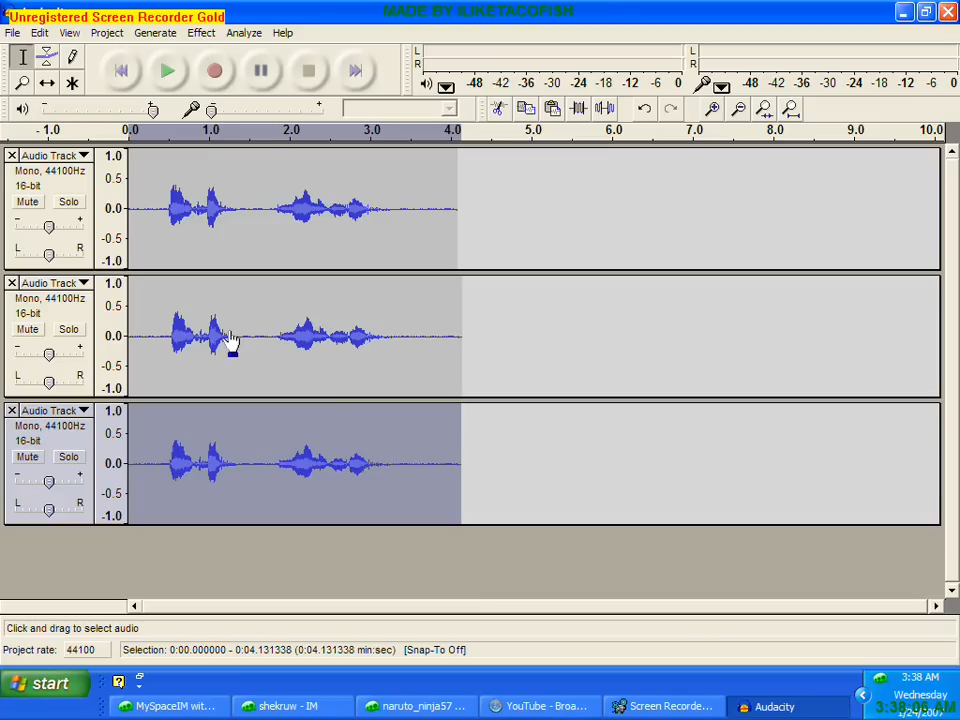 Unregistered Screen Recorder Gold
MADE BY ILIKETACOFISH
File Edit View Project Generate Effect Analyze Help
L
R
-48 -42 -36 -30 -24 -18 -12 -6 0
L
R
-48 -42 -36 -30 -24 -18 -12 -6 0
- 1.0 0.0 1.0 2.0 3.0 4.0 5.0 6.0 7.0 8.0 9.0 10.0
Audio Track
Mono, 44100Hz
16-bit
Mute Solo
- +
L R
1.0
0.5
0.0
-0.5
-1.0
Audio Track
Mono, 44100Hz
16-bit
Mute Solo
- +
L R
1.0
0.5
0.0
-0.5
-1.0
Audio Track
Mono, 44100Hz
16-bit
Mute Solo
- +
L R
1.0
0.5
0.0
-0.5
-1.0
Click and drag to select audio
Project rate: 44100 Selection: 0:00.000000 - 0:04.131338 (0:04.131338 min:sec) [Snap-To Off]
start
MySpaceIM wit... shekruw - IM naruto_ninja57 ... YouTube - Broa... Screen Recorde... Audacity
3:38 AM
Wednesday
3:38:06 AM
1/24/2007